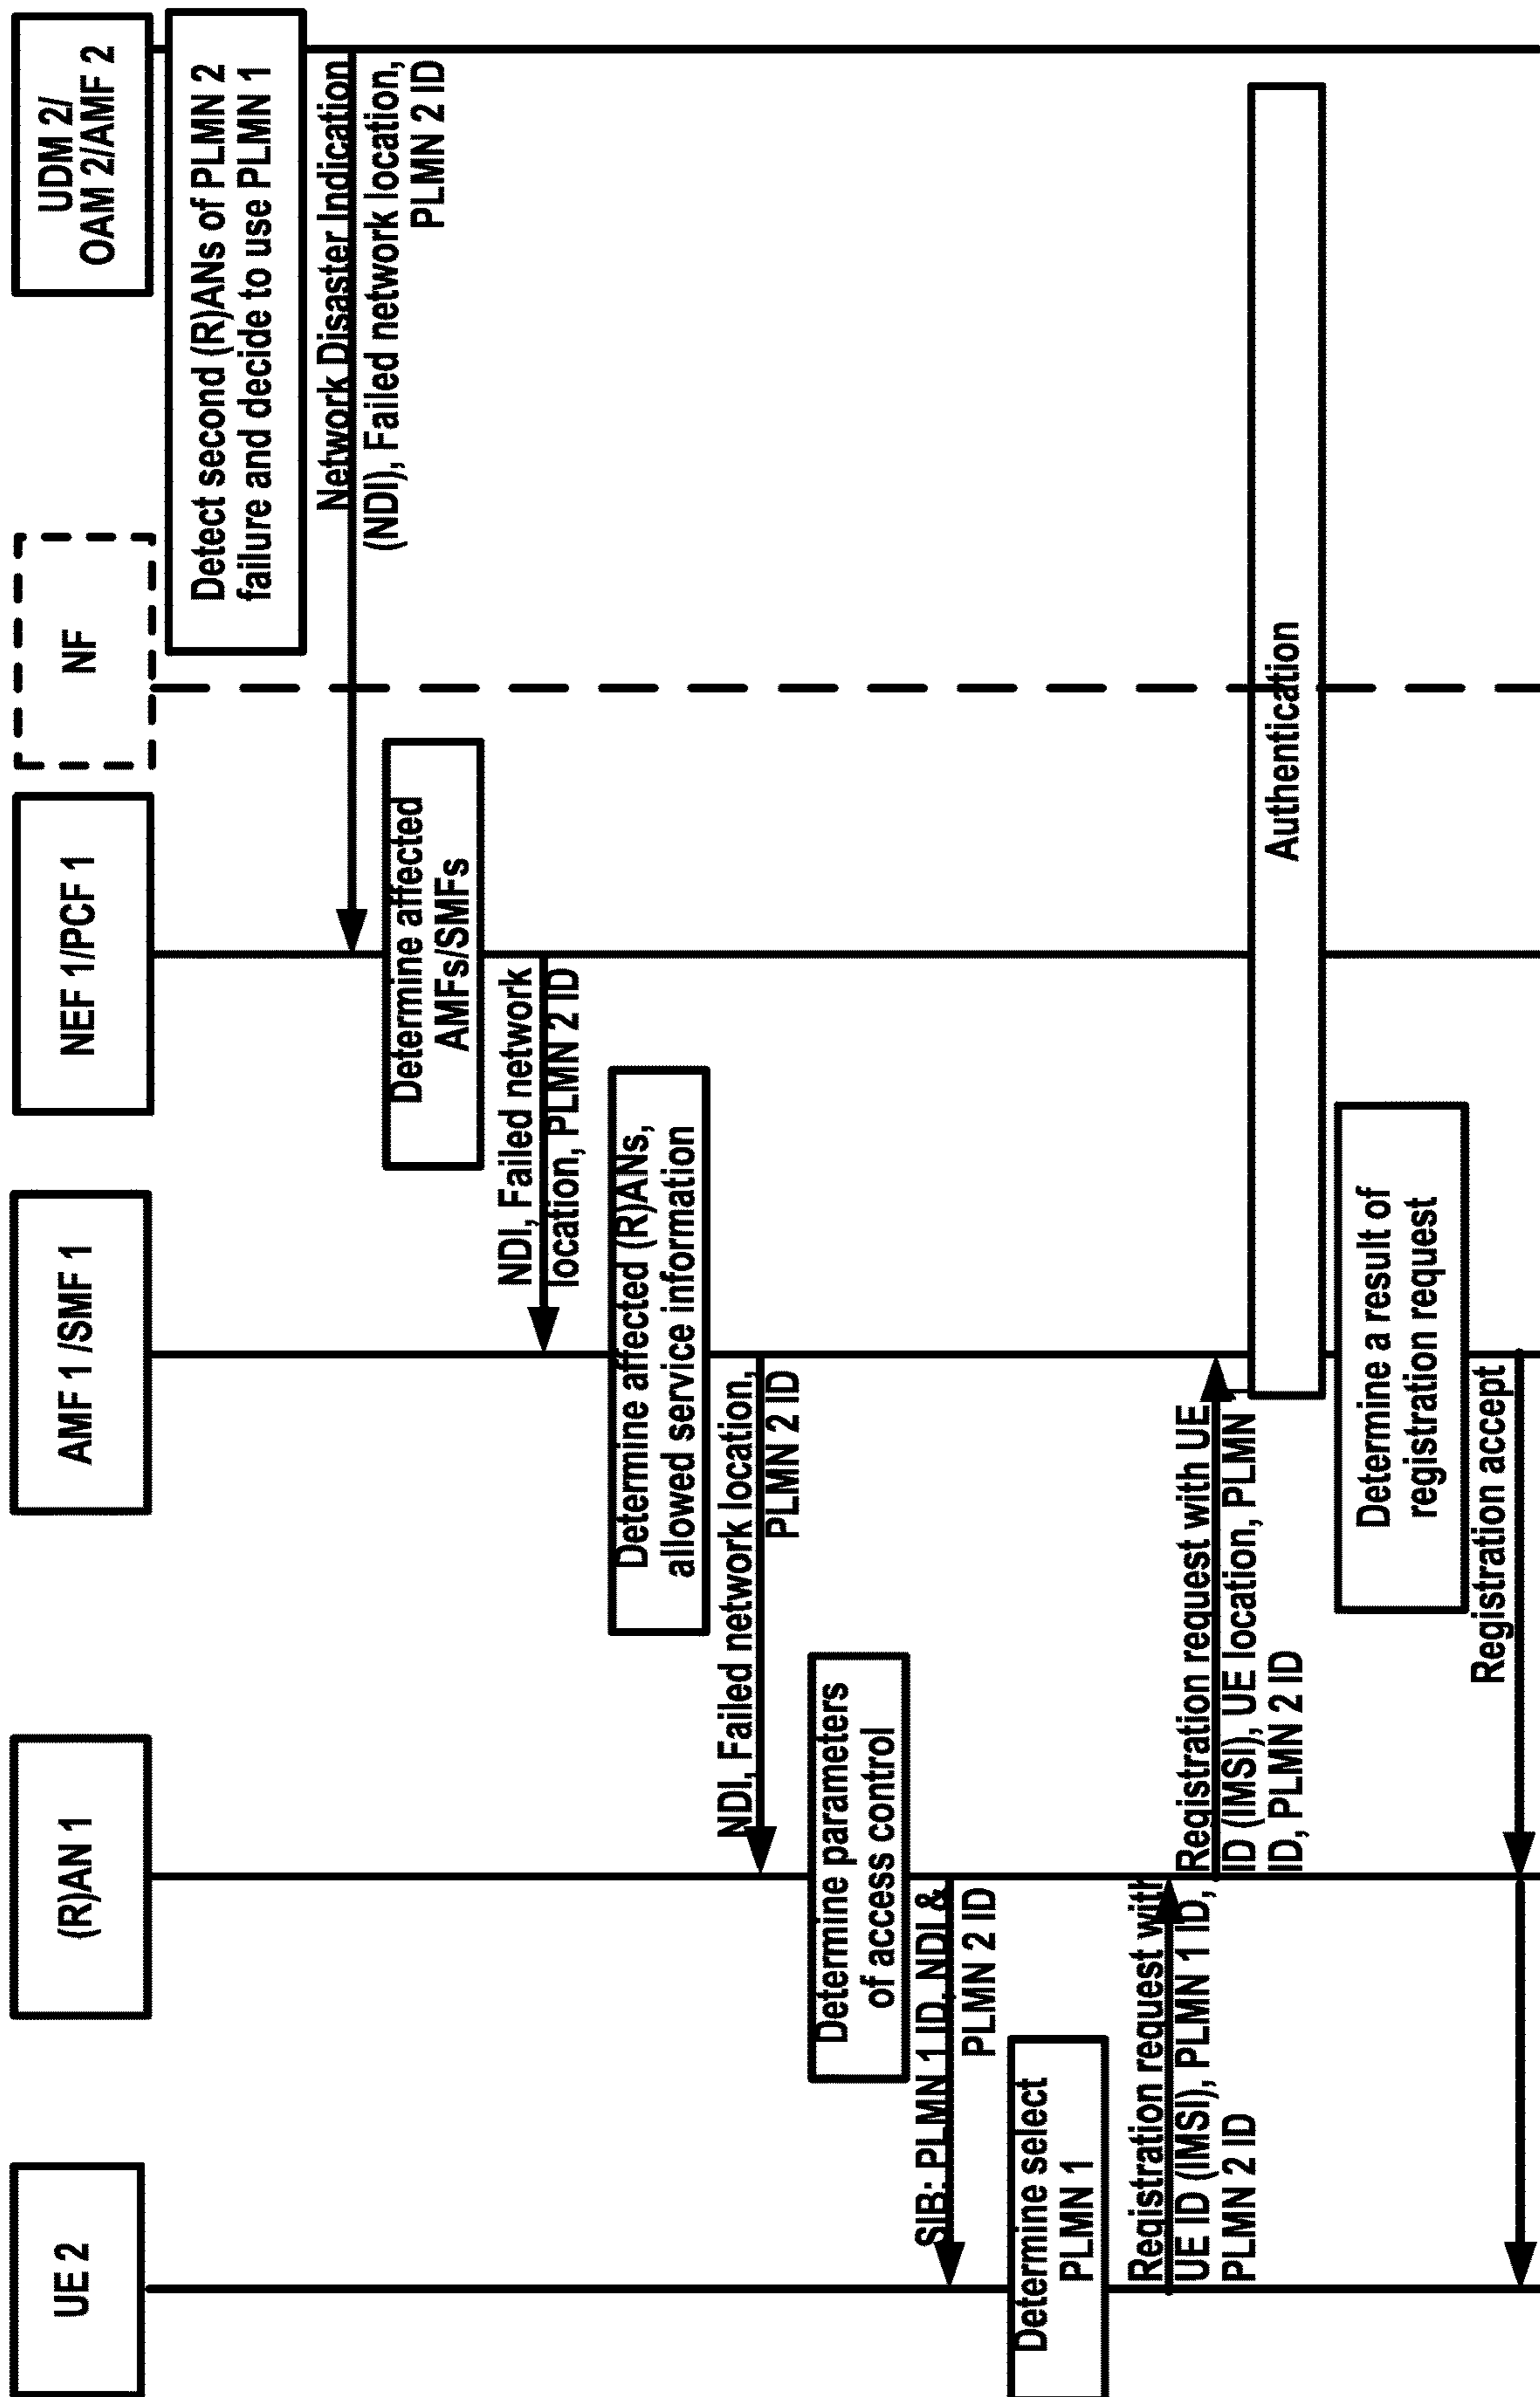 UE 2
(R)AN 1
AMF 1 /SMF 1
NEF 1/PCF 1
NF
UDM 2/
OAM 2/AMF 2
Detect second (R)ANs of PLMN 2
failure and decide to use PLMN 1
Network Disaster Indication
(NDI), Failed network location,
PLMN 2 ID
Determine affected
AMFs/SMFs
NDI, Failed network
location, PLMN 2 ID
Determine affected (R)ANs,
allowed service information
NDI, Failed network location,
PLMN 2 ID
Determine parameters
of access control
SIB: PLMN 1 ID, NDI &
PLMN 2 ID
Determine select
PLMN 1
Registration request with
UE ID (IMSI), PLMN 1 ID,
PLMN 2 ID
Registration request with UE
ID (IMSI), UE location, PLMN
ID, PLMN 2 ID
Authentication
Determine a result of
registration request
Registration accept